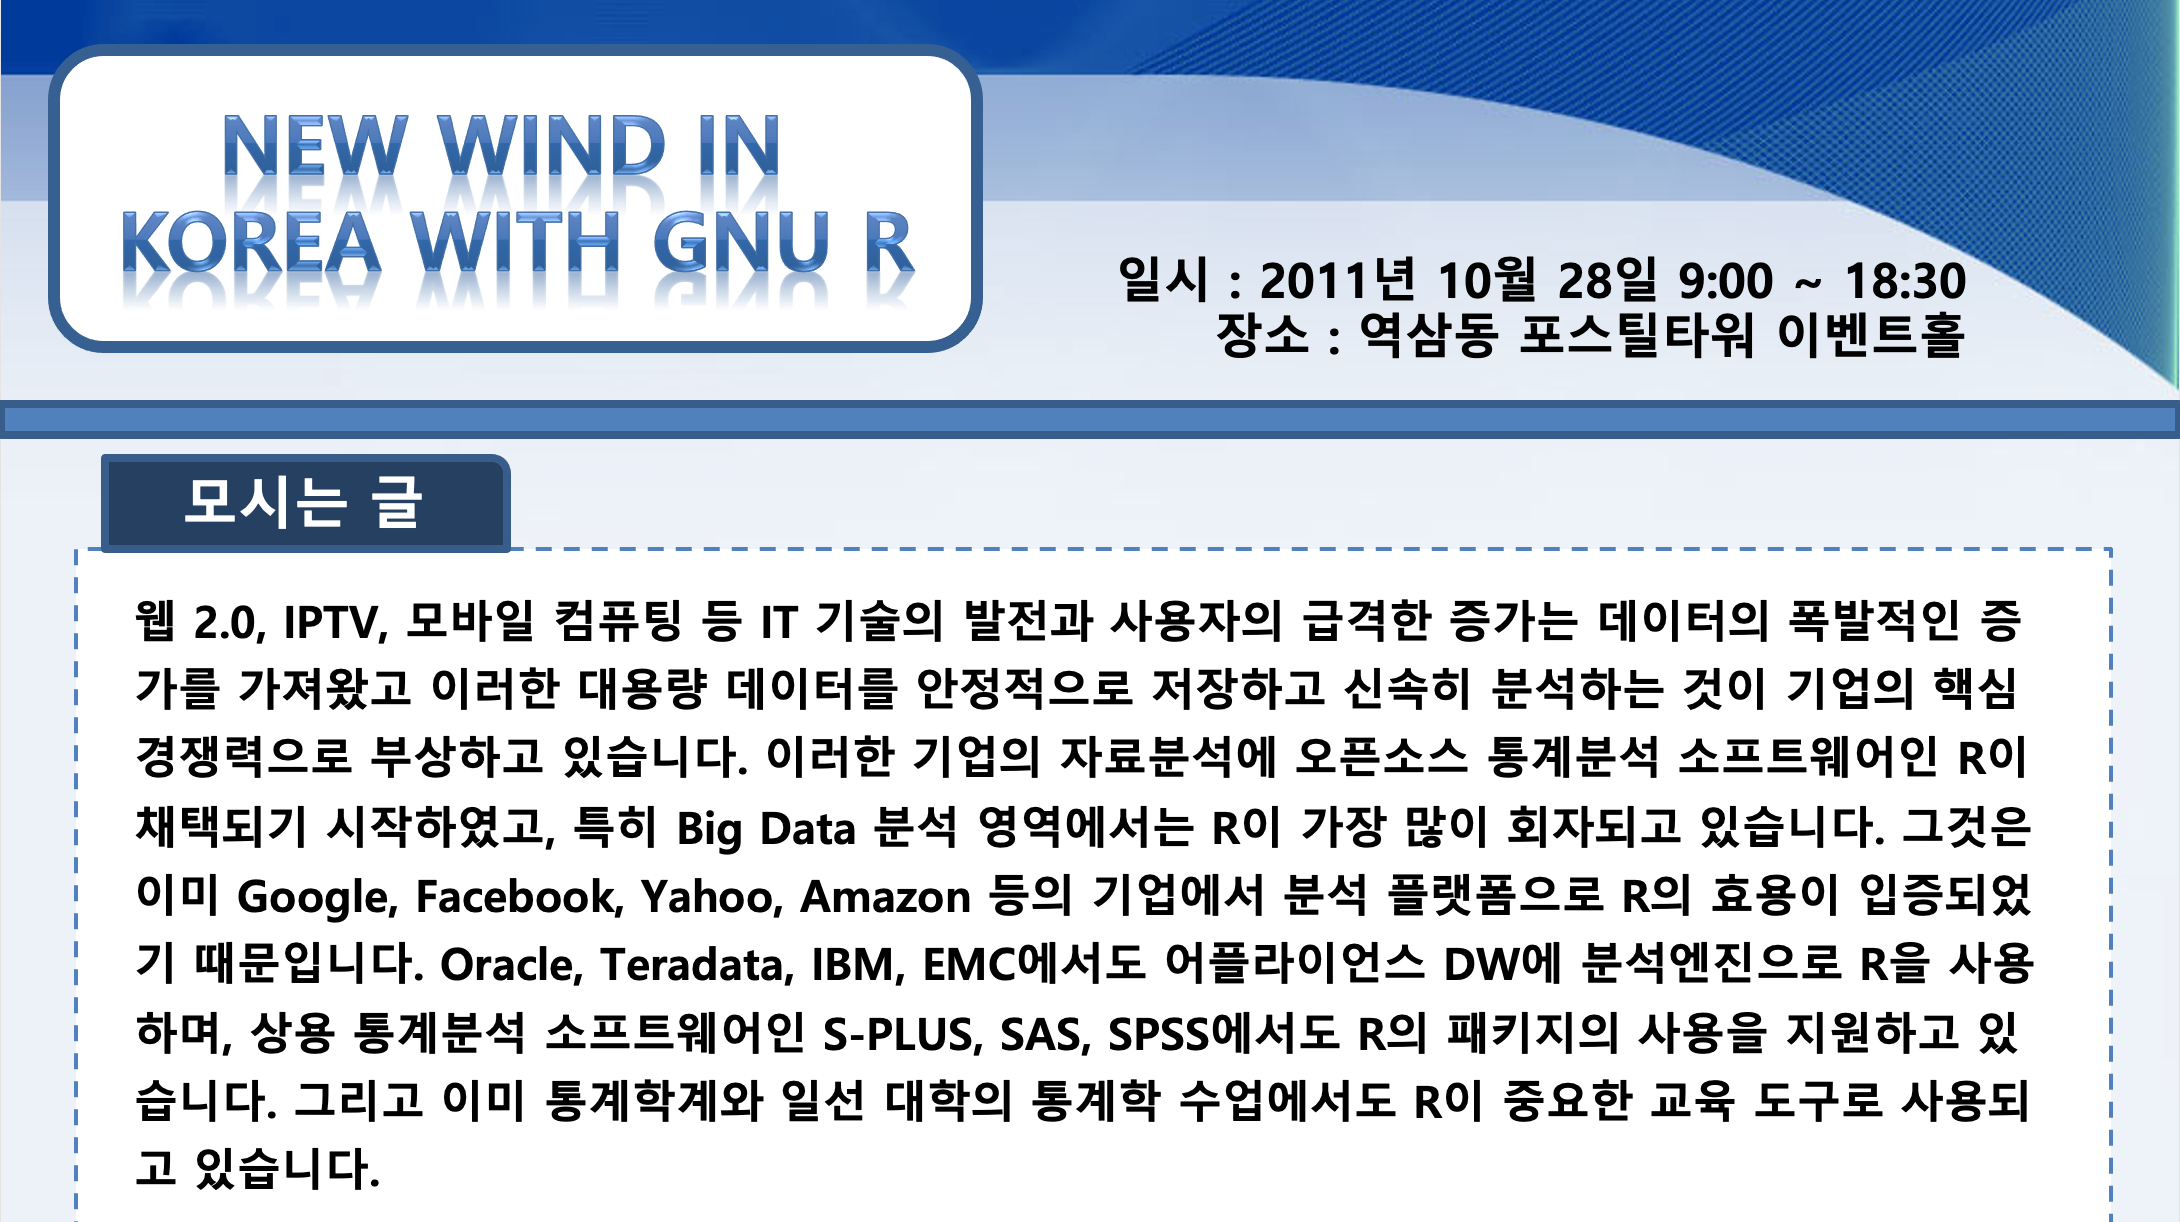 NEW WIND IN
KOREA WITH GNU R
일시 : 2011년 10월 28일 9:00 ~ 18:30
장소 : 역삼동 포스틸타워 이벤트홀
모시는 글
웹 2.0, IPTV, 모바일 컴퓨팅 등 IT 기술의 발전과 사용자의 급격한 증가는 데이터의 폭발적인 증
가를 가져왔고 이러한 대용량 데이터를 안정적으로 저장하고 신속히 분석하는 것이 기업의 핵심
경쟁력으로 부상하고 있습니다. 이러한 기업의 자료분석에 오픈소스 통계분석 소프트웨어인 R이
채택되기 시작하였고, 특히 Big Data 분석 영역에서는 R이 가장 많이 회자되고 있습니다. 그것은
이미 Google, Facebook, Yahoo, Amazon 등의 기업에서 분석 플랫폼으로 R의 효용이 입증되었
기 때문입니다. Oracle, Teradata, IBM, EMC에서도 어플라이언스 DW에 분석엔진으로 R을 사용
하며, 상용 통계분석 소프트웨어인 S-PLUS, SAS, SPSS에서도 R의 패키지의 사용을 지원하고 있
습니다. 그리고 이미 통계학계와 일선 대학의 통계학 수업에서도 R이 중요한 교육 도구로 사용되
고 있습니다.